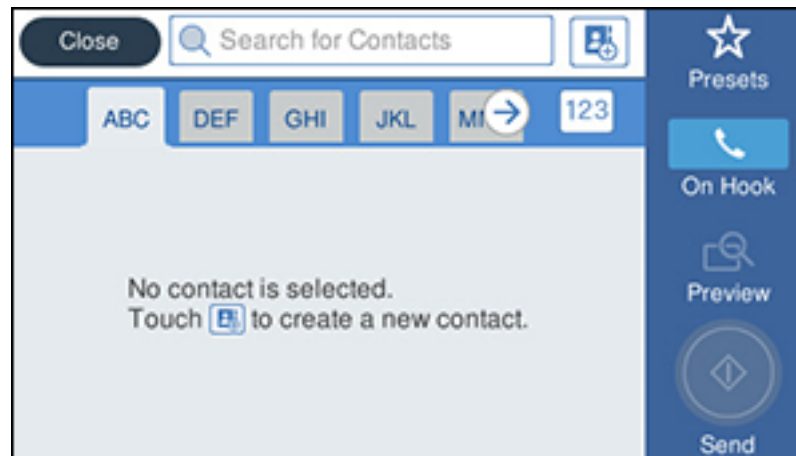 Close
Search for Contacts
Presets
ABC
DEF
GHI
JKL
123
On Hook
No contact is selected.
Touch to create a new contact.
Preview
Send